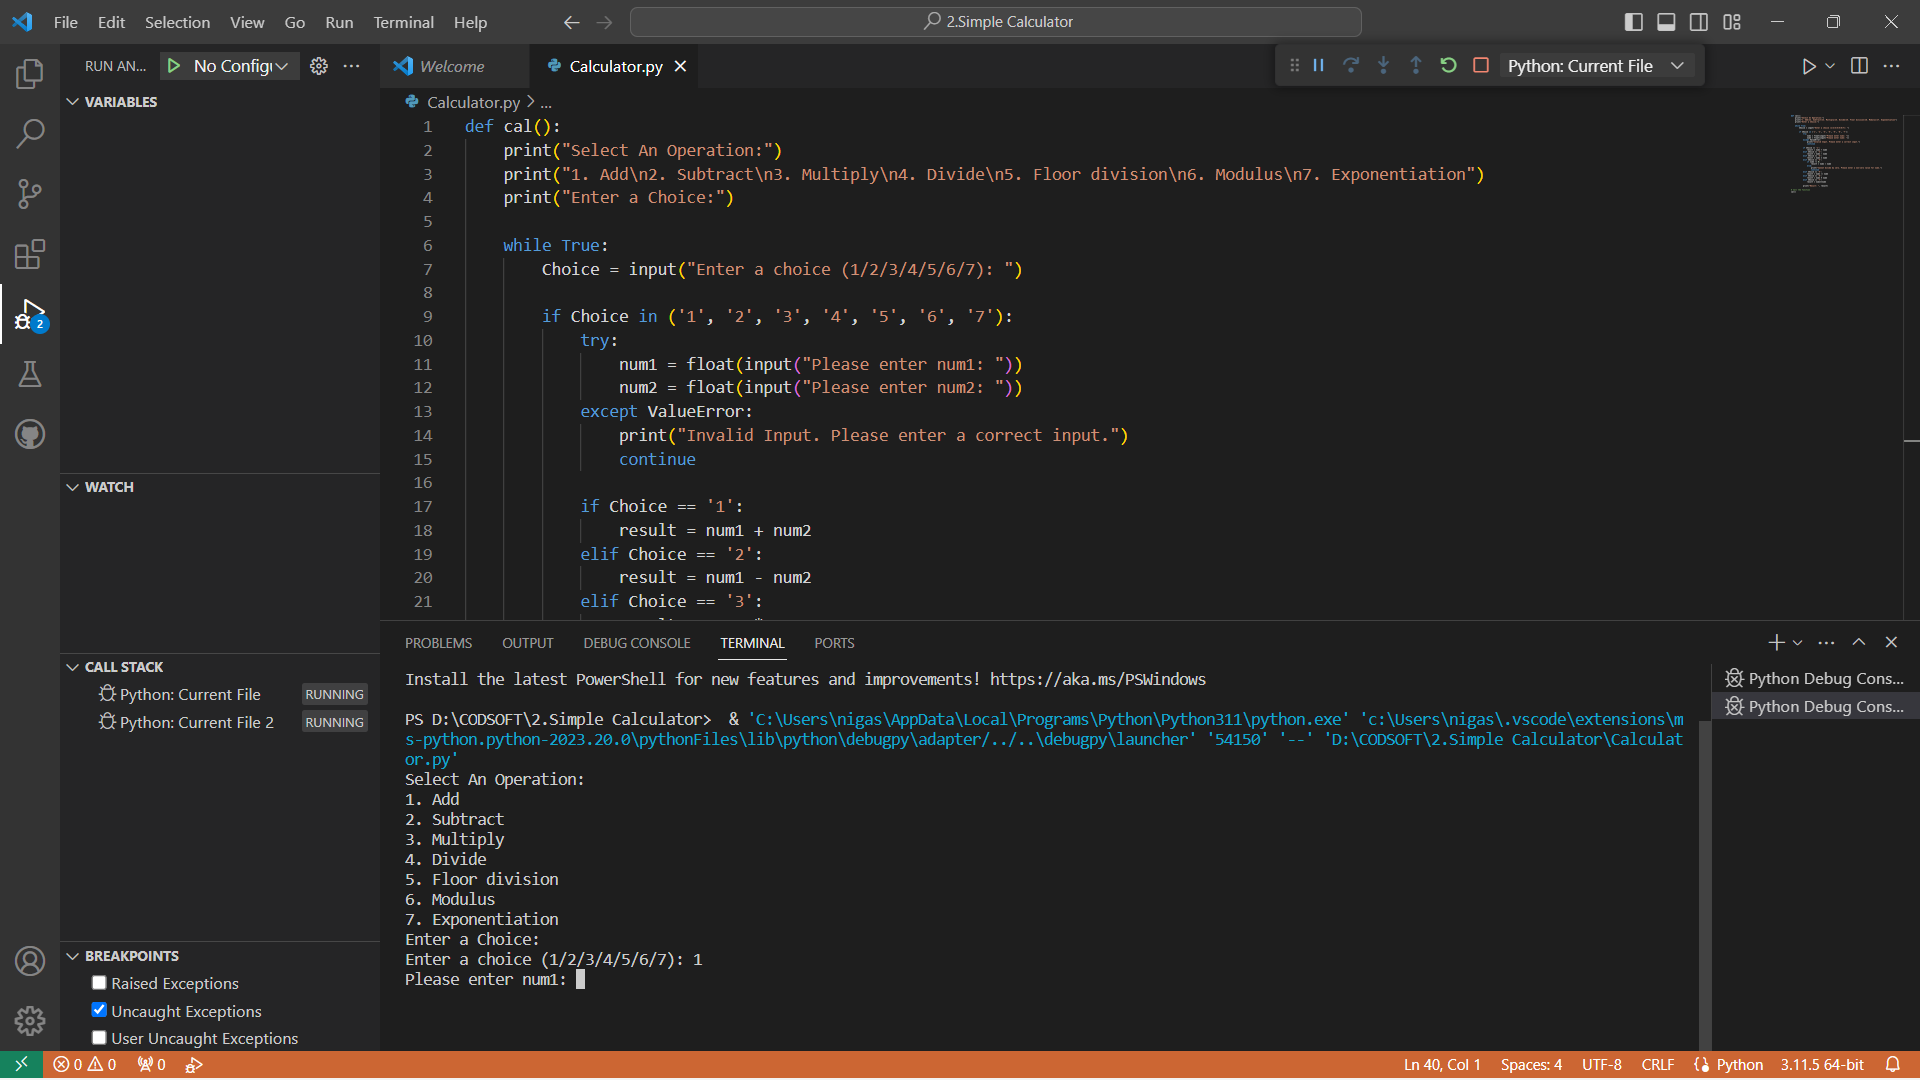 File Edit Selection View Go Run Terminal Help
2.Simple Calculator
RUN AN...
No Config
Welcome
Calculator.py
Python: Current File
VARIABLES
Calculator.py > ...
1 def cal():
2 print("Select An Operation:")
3 print("1. Add\n2. Subtract\n3. Multiply\n4. Divide\n5. Floor division\n6. Modulus\n7. Exponentiation")
4 print("Enter a Choice:")
5
6 while True:
7 Choice = input("Enter a choice (1/2/3/4/5/6/7): ")
8
9 if Choice in ('1', '2', '3', '4', '5', '6', '7'):
10 try:
11 num1 = float(input("Please enter num1: "))
12 num2 = float(input("Please enter num2: "))
13 except ValueError:
14 print("Invalid Input. Please enter a correct input.")
15 continue
16
17 if Choice == '1':
18 result = num1 + num2
19 elif Choice == '2':
20 result = num1 - num2
21 elif Choice == '3':
2
WATCH
CALL STACK
Python: Current File RUNNING
Python: Current File 2 RUNNING
BREAKPOINTS
Raised Exceptions
Uncaught Exceptions
User Uncaught Exceptions
PROBLEMS OUTPUT DEBUG CONSOLE TERMINAL PORTS
Install the latest PowerShell for new features and improvements! https://aka.ms/PSWindows
PS D:\CODSOFT\2.Simple Calculator> & 'C:\Users\nigas\AppData\Local\Programs\Python\Python311\python.exe' 'c:\Users\nigas\.vscode\extensions\m
s-python.python-2023.20.0\pythonFiles\lib\python\debugpy\adapter/../..\debugpy\launcher' '54150' '--' 'D:\CODSOFT\2.Simple Calculator\Calculat
or.py'
Select An Operation:
1. Add
2. Subtract
3. Multiply
4. Divide
5. Floor division
6. Modulus
7. Exponentiation
Enter a Choice:
Enter a choice (1/2/3/4/5/6/7): 1
Please enter num1:
Python Debug Cons...
Python Debug Cons...
0 0 0
Ln 40, Col 1 Spaces: 4 UTF-8 CRLF Python 3.11.5 64-bit